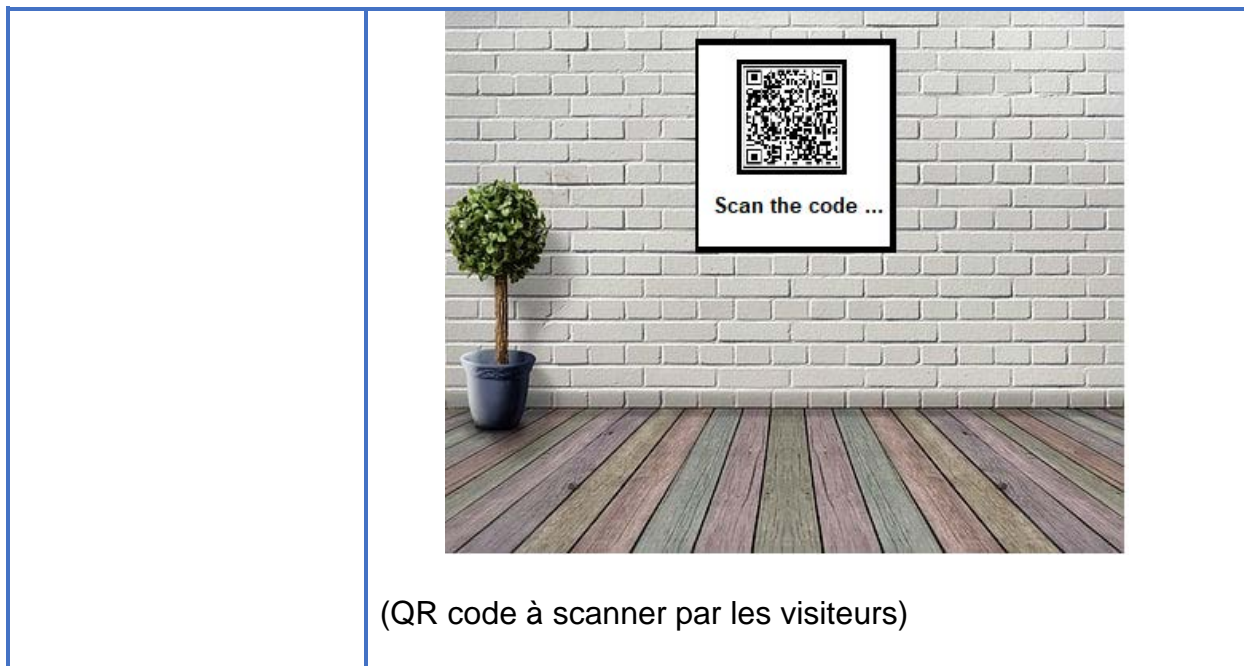 Scan the code ...
(QR code à scanner par les visiteurs)